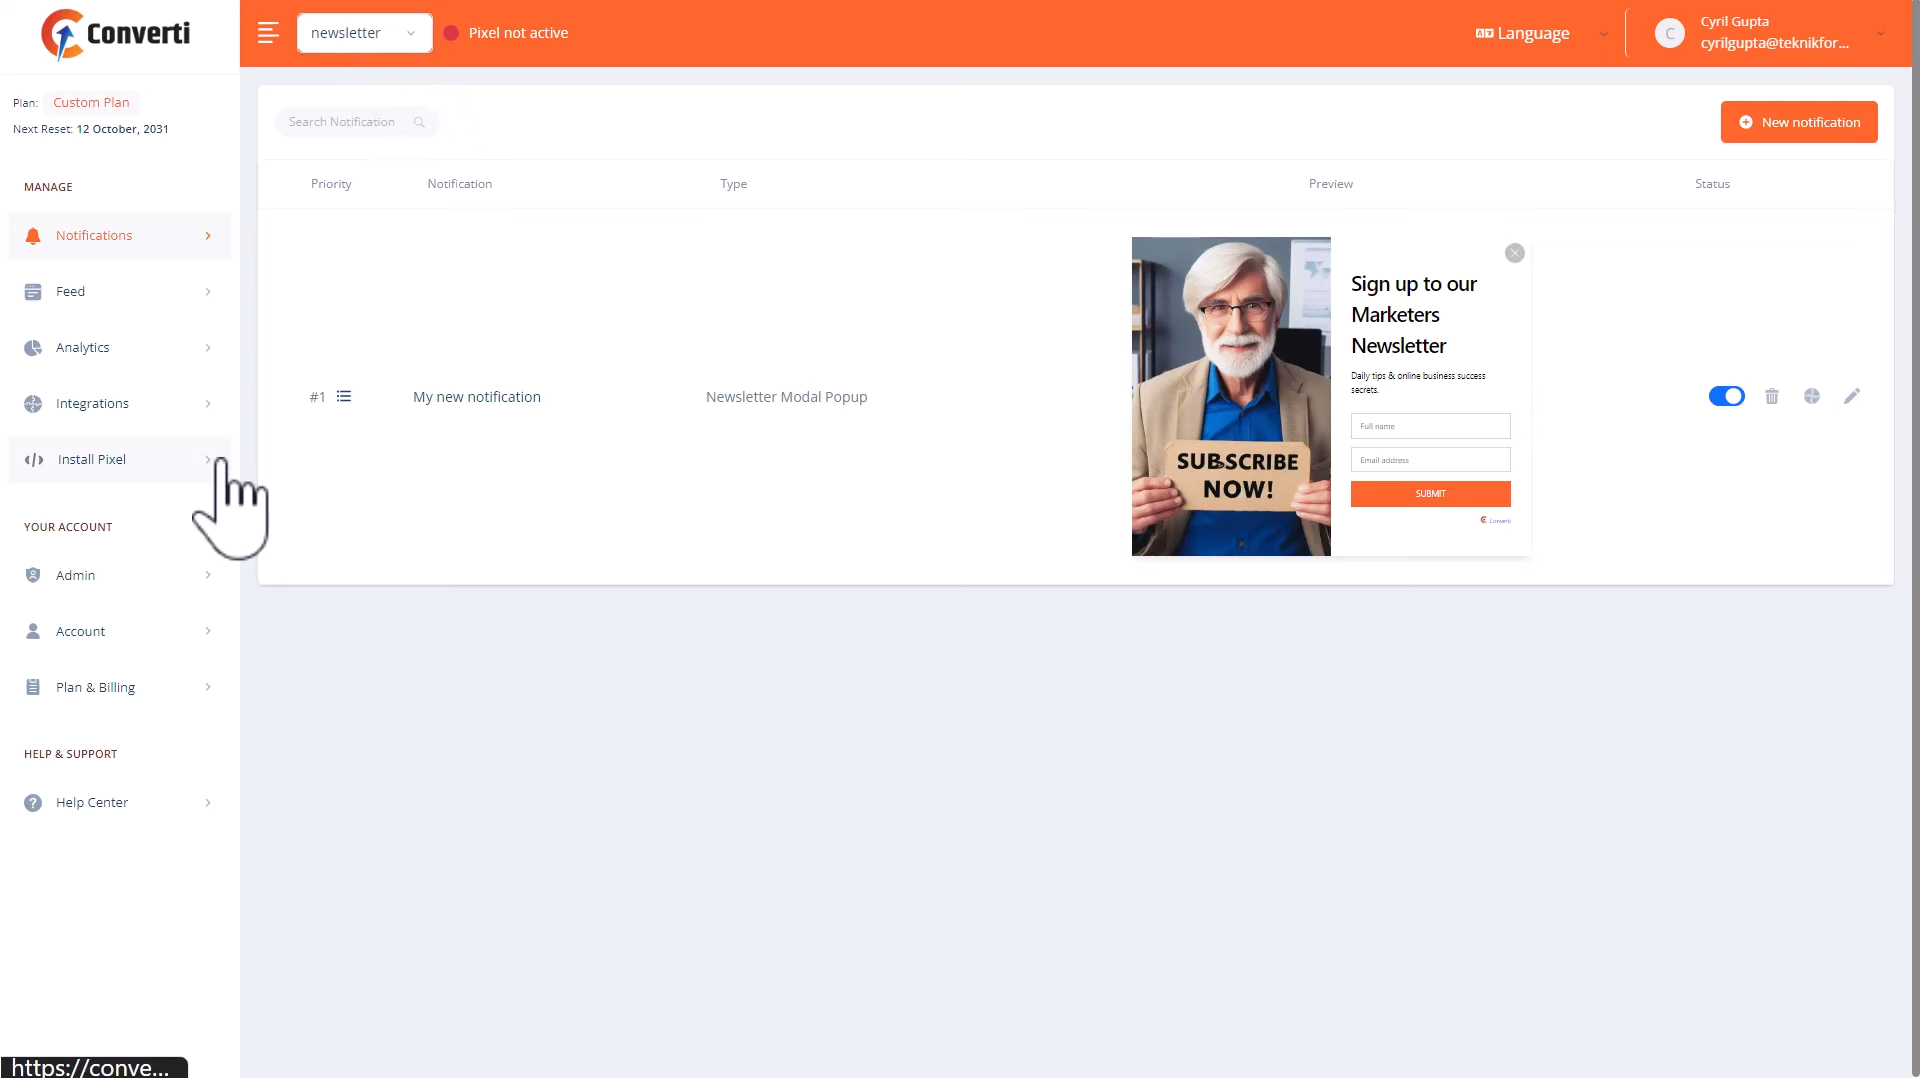 Converti
newsletter
Pixel not active
Language
C
Cyril Gupta
cyrilgupta@teknikfor...
Plan: Custom Plan
Next Reset: 12 October, 2031
MANAGE
Notifications
Feed
Analytics
Integrations
Install Pixel
YOUR ACCOUNT
Admin
Account
Plan & Billing
HELP & SUPPORT
Help Center
https://conve...
Search Notification
New notification
Priority Notification Type Preview Status
#1 My new notification Newsletter Modal Popup
SUBSCRIBE
NOW!
Sign up to our
Marketers
Newsletter
Daily tips & online business success
secrets.
Full name
Email address
SUBMIT
Converti